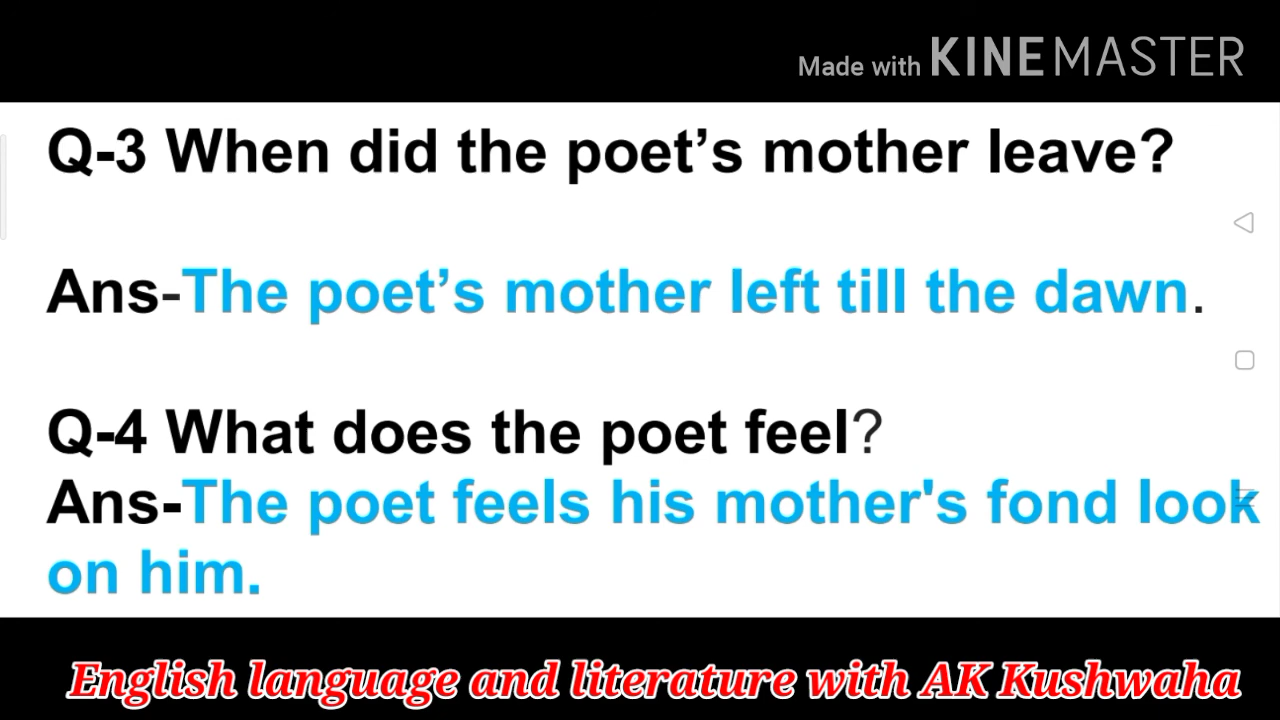 Made with KINEMASTER
Q-3 When did the poet’s mother leave?
Ans-The poet’s mother left till the dawn.
Q-4 What does the poet feel?
Ans-The poet feels his mother's fond look
on him.
English language and literature with AK Kushwaha